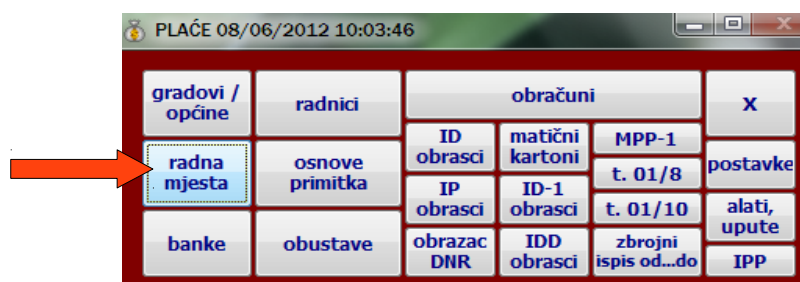 PLAĆE 08/06/2012 10:03:46
gradovi /
općine
radnici
obračuni
X
radna
mjesta
osnove
primitka
ID
obrasci
matični
kartoni
MPP-1
t. 01/8
postavke
IP
obrasci
ID-1
obrasci
t. 01/10
alati,
upute
banke
obustave
obrazac
DNR
IDD
obrasci
zbrojni
ispis od...do
IPP